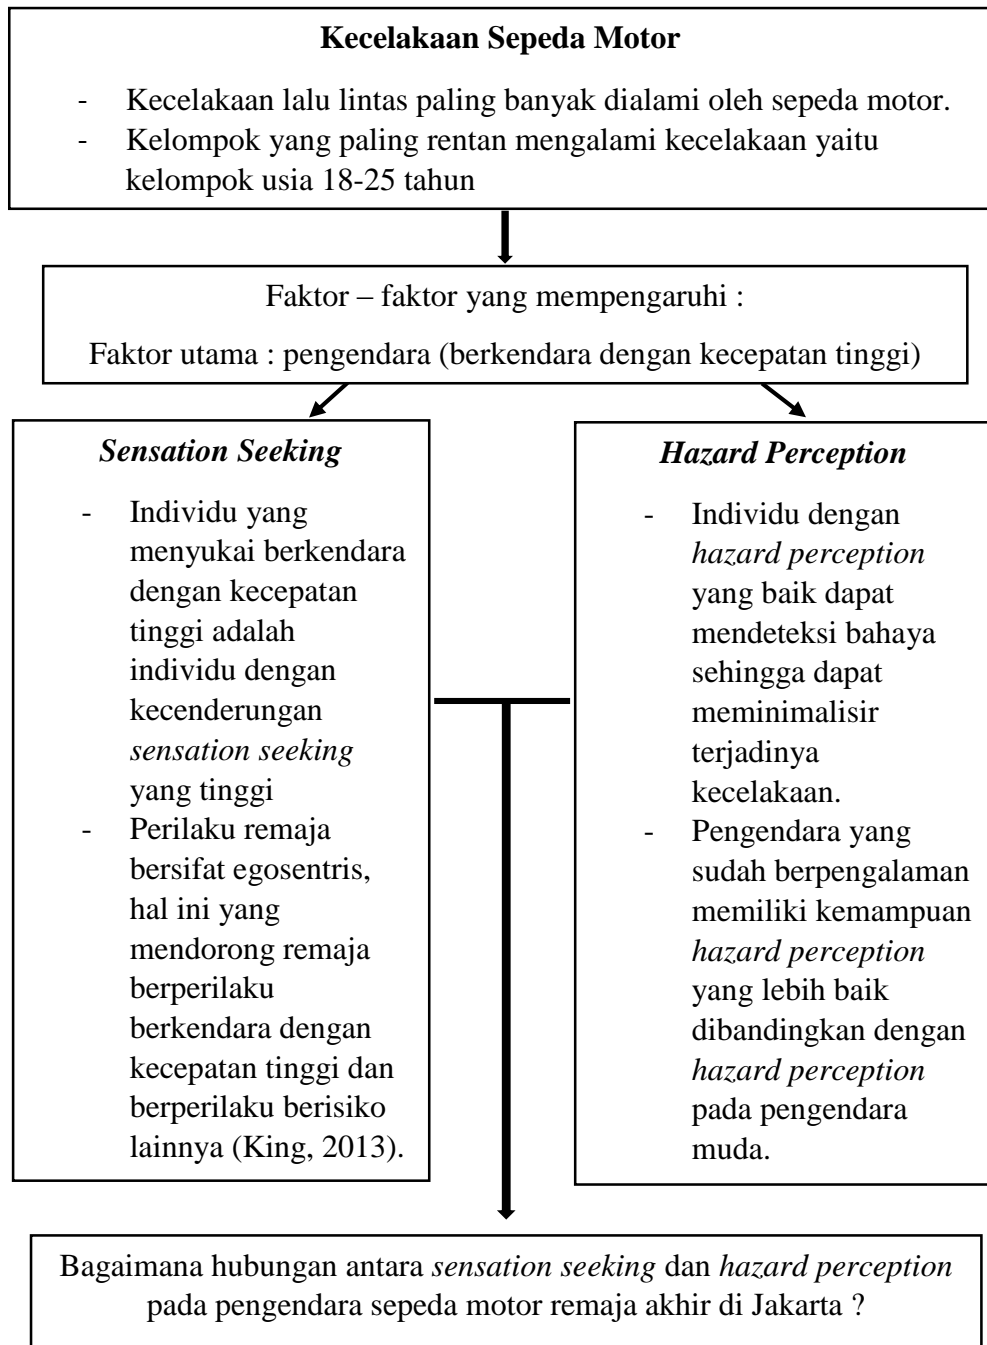 Kecelakaan Sepeda Motor
- Kecelakaan lalu lintas paling banyak dialami oleh sepeda motor.
- Kelompok yang paling rentan mengalami kecelakaan yaitu
kelompok usia 18-25 tahun
Faktor – faktor yang mempengaruhi :
Faktor utama : pengendara (berkendara dengan kecepatan tinggi)
Sensation Seeking
- Individu yang
menyukai berkendara
dengan kecepatan
tinggi adalah
individu dengan
kecenderungan
sensation seeking
yang tinggi
- Perilaku remaja
bersifat egosentris,
hal ini yang
mendorong remaja
berperilaku
berkendara dengan
kecepatan tinggi dan
berperilaku berisiko
lainnya (King, 2013).
Hazard Perception
- Individu dengan
hazard perception
yang baik dapat
mendeteksi bahaya
sehingga dapat
meminimalisir
terjadinya
kecelakaan.
- Pengendara yang
sudah berpengalaman
memiliki kemampuan
hazard perception
yang lebih baik
dibandingkan dengan
hazard perception
pada pengendara
muda.
Bagaimana hubungan antara sensation seeking dan hazard perception
pada pengendara sepeda motor remaja akhir di Jakarta ?